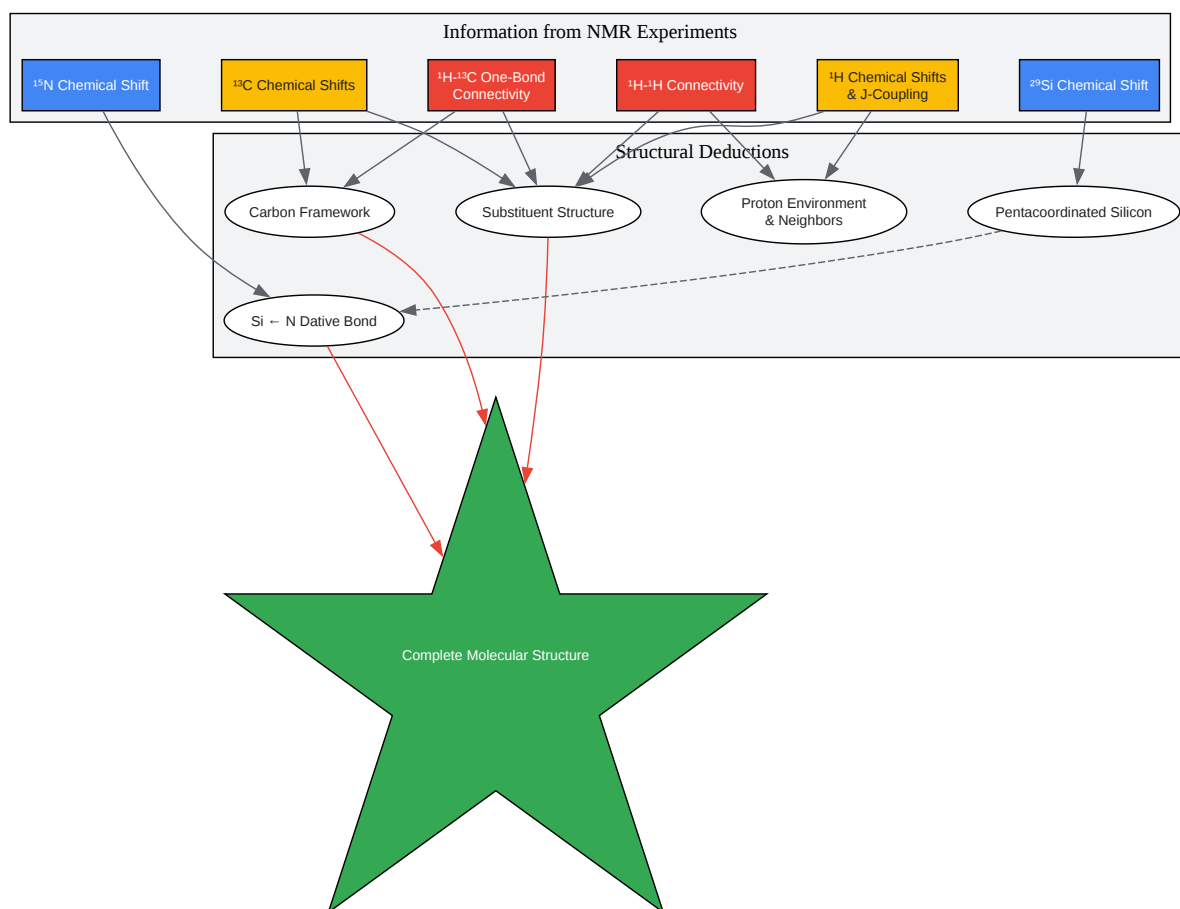 Information from NMR Experiments
¹⁵N Chemical Shift
¹³C Chemical Shifts
¹H-¹³C One-Bond
Connectivity
¹H-¹H Connectivity
¹H Chemical Shifts
& J-Coupling
²⁹Si Chemical Shift
Structural Deductions
Carbon Framework
Substituent Structure
Proton Environment
& Neighbors
Pentacoordinated Silicon
Si ← N Dative Bond
Complete Molecular Structure